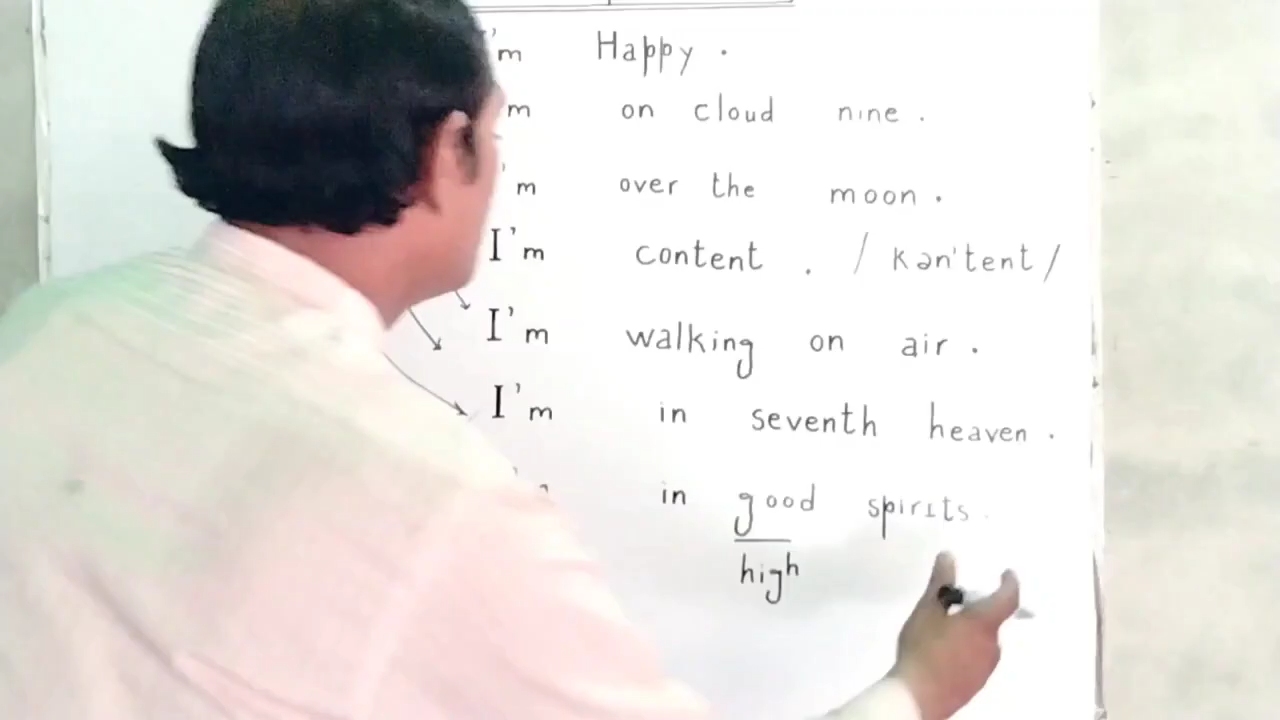 'm Happy.
'm on cloud nine.
'm over the moon.
I'm content. /kən'tent/
I'm walking on air.
I'm in seventh heaven.
in good spirits.
high